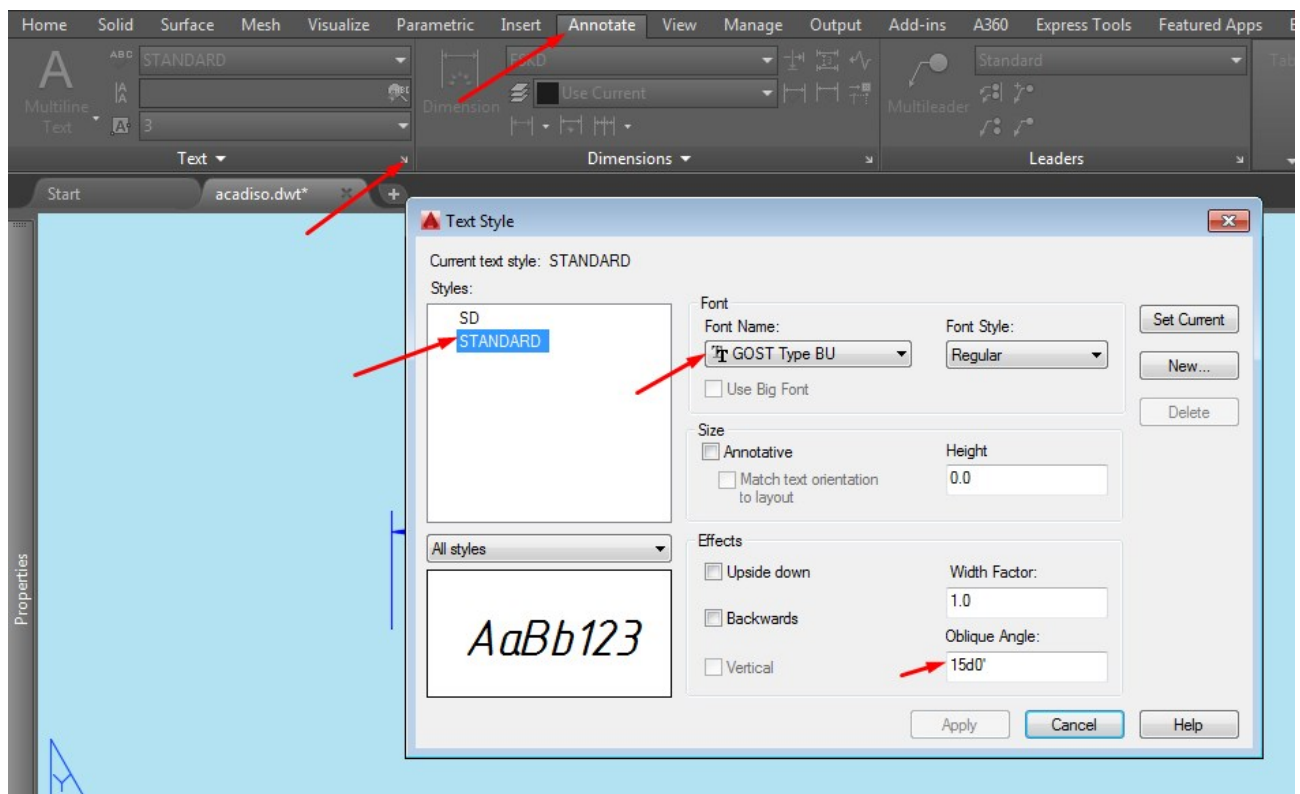 Home Solid Surface Mesh Visualize Parametric Insert Annotate View Manage Output Add-ins A360 Express Tools Featured Apps
ABC STANDARD
A
Multiline
Text
A
A
3
Dimension
ESKD
Use Current
Multileader
Standard
Text Dimensions Leaders
Start acadiso.dwt*
Text Style
Current text style: STANDARD
Styles:
SD
STANDARD
All styles
AaBb123
Font
Font Name:
GOST Type BU
Use Big Font
Font Style:
Regular
Size
Annotative
Match text orientation
to layout
Height
0.0
Effects
Upside down
Backwards
Vertical
Width Factor:
1.0
Oblique Angle:
15d0'
Set Current
New...
Delete
Apply Cancel Help
Properties
Y